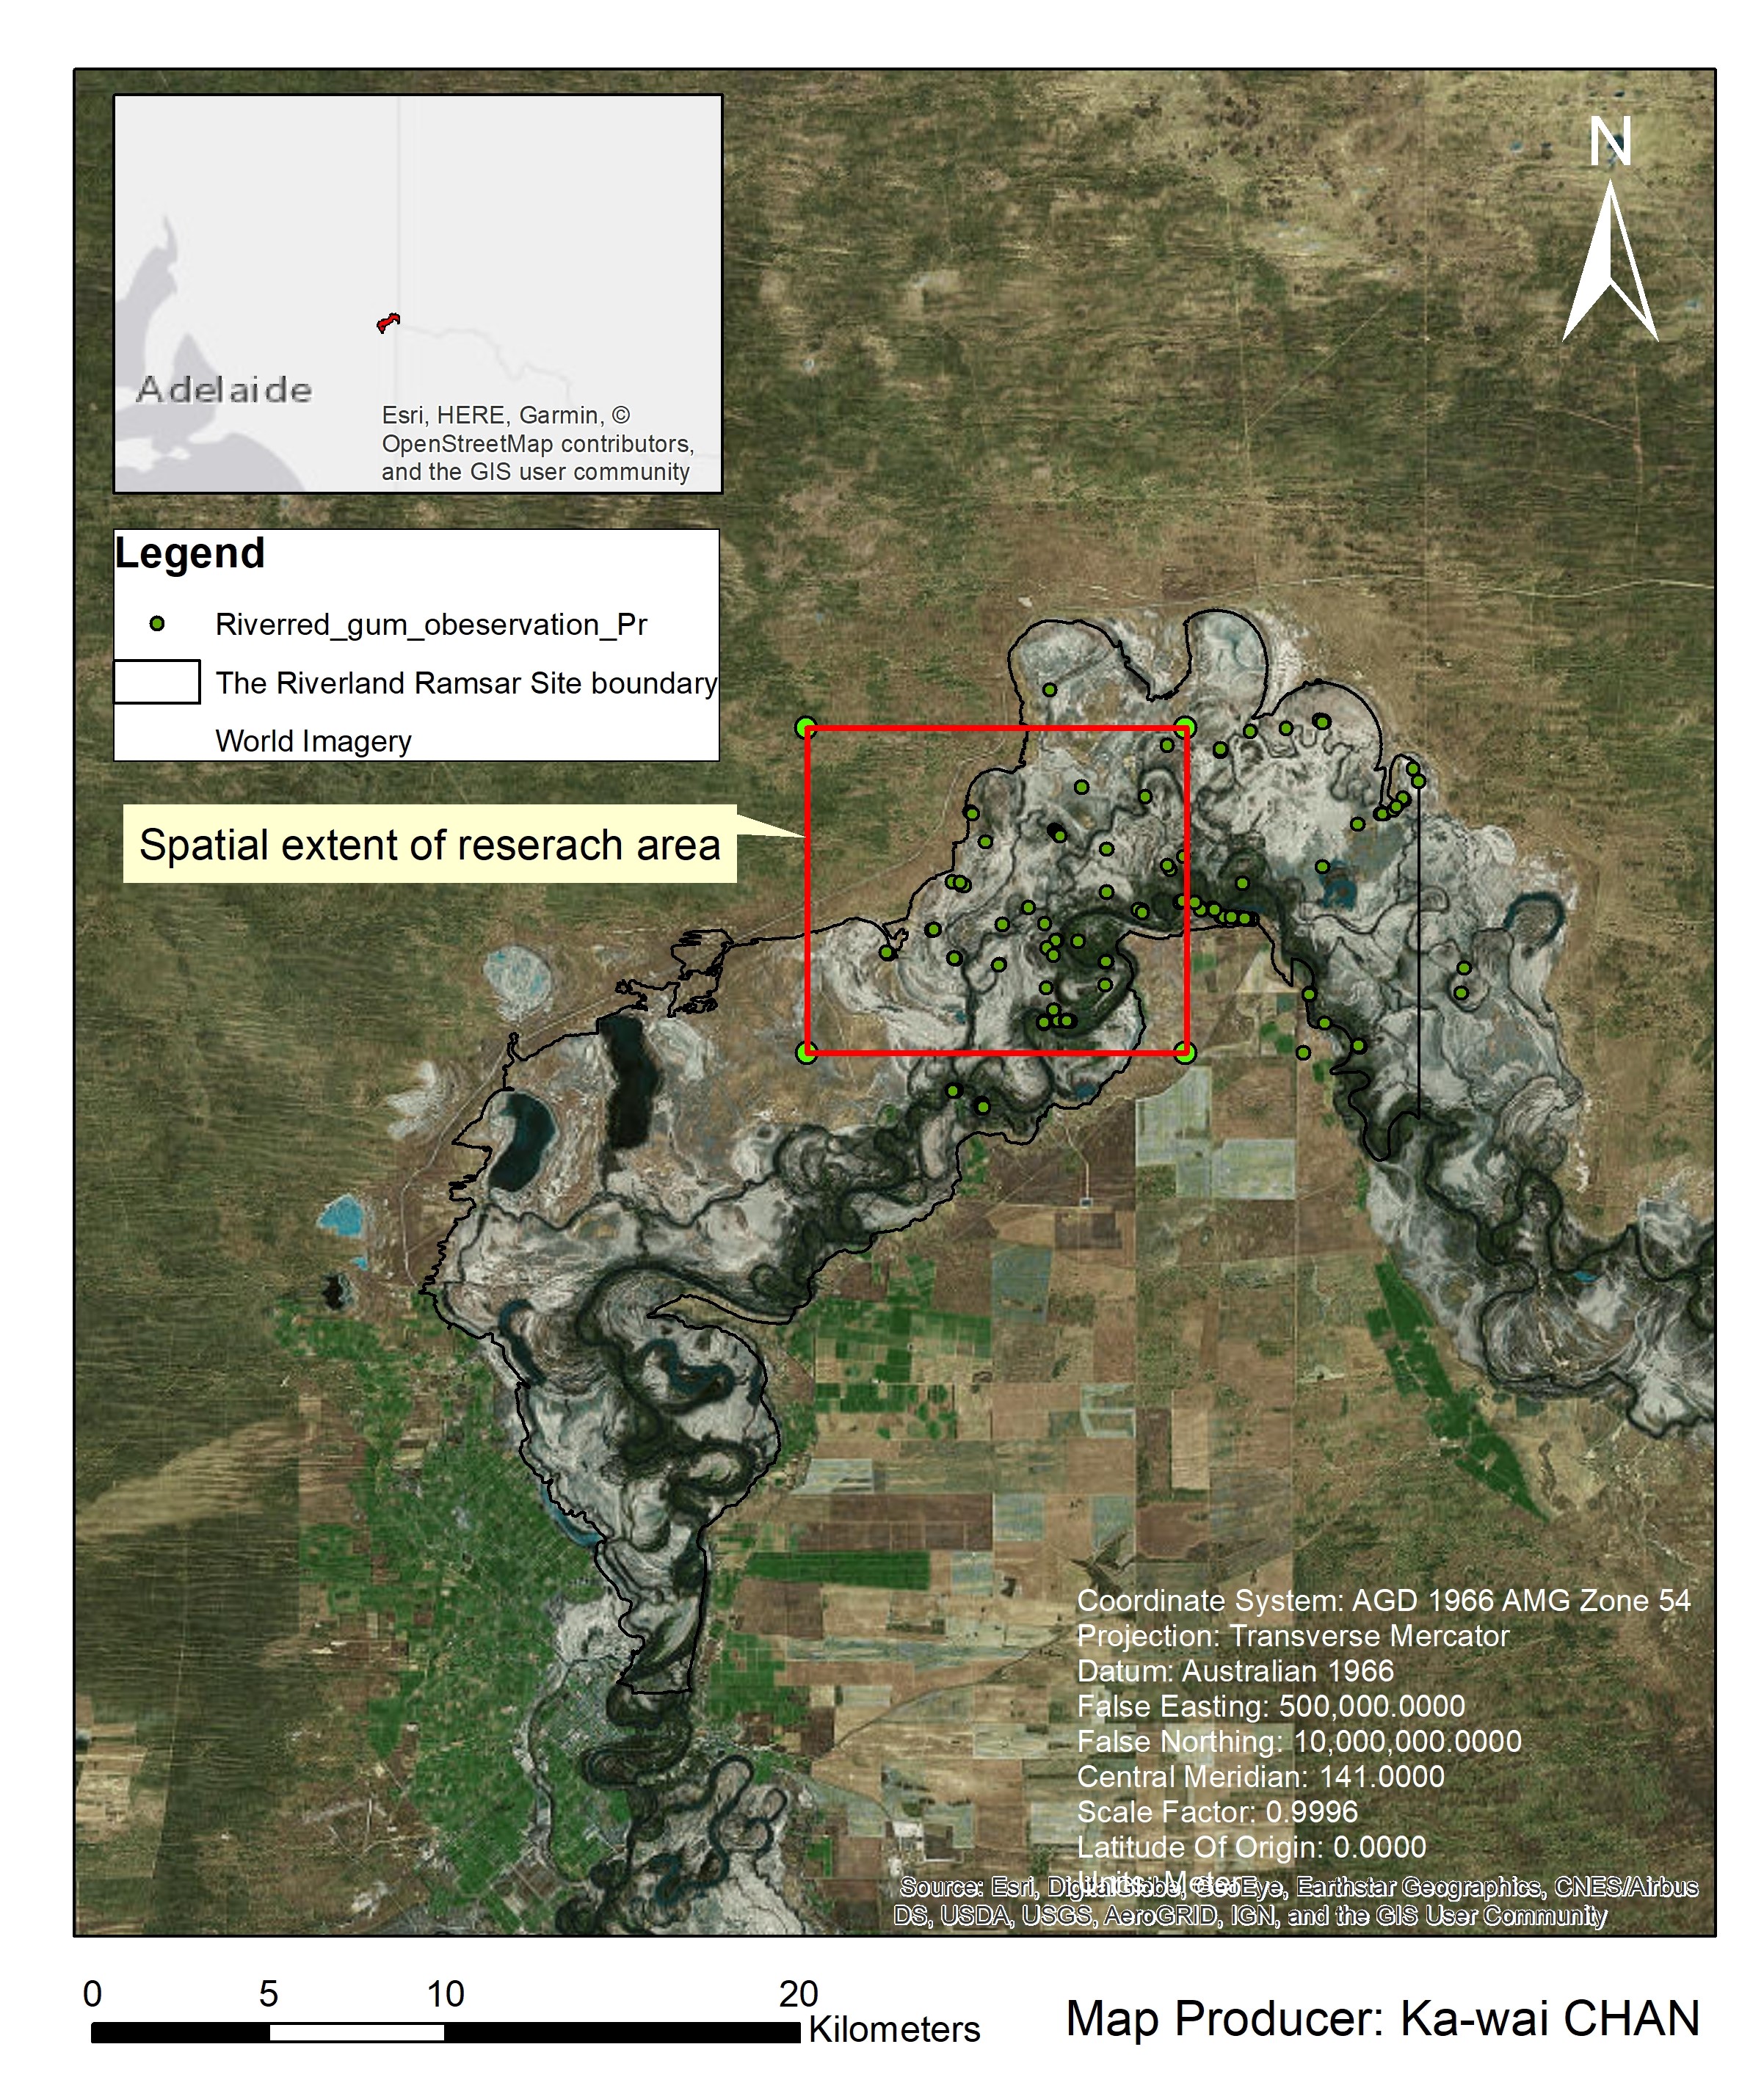 N
Adelaide
Esri, HERE, Garmin, ©
OpenStreetMap contributors,
and the GIS user community
Legend
Riverred_gum_obeservation_Pr
The Riverland Ramsar Site boundary
World Imagery
Spatial extent of reserach area
Coordinate System: AGD 1966 AMG Zone 54
Projection: Transverse Mercator
Datum: Australian 1966
False Easting: 500,000.0000
False Northing: 10,000,000.0000
Central Meridian: 141.0000
Scale Factor: 0.9996
Latitude Of Origin: 0.0000
Units: Meter
Source: Esri, DigitalGlobe, GeoEye, Earthstar Geographics, CNES/Airbus
DS, USDA, USGS, AeroGRID, IGN, and the GIS User Community
0 5 10 20
Kilometers
Map Producer: Ka-wai CHAN